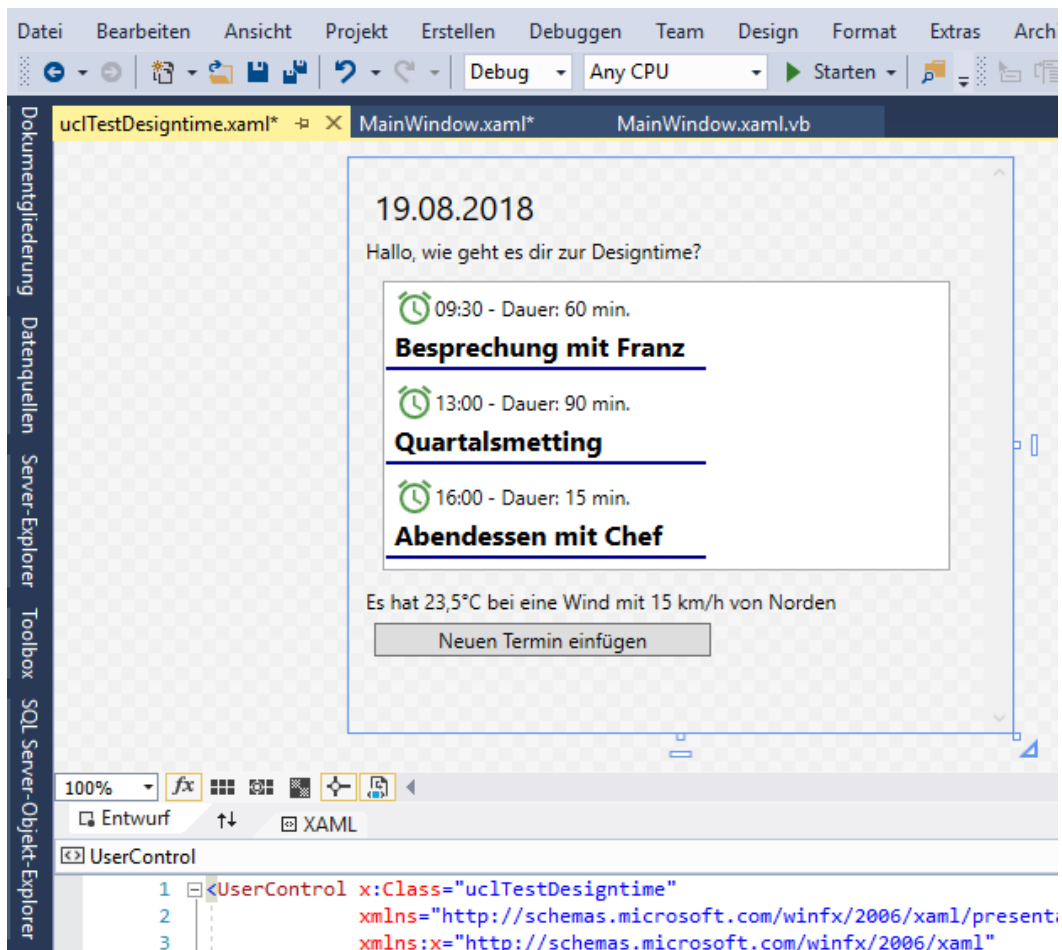 Datei Bearbeiten Ansicht Projekt Erstellen Debuggen Team Design Format Extras Arch
Debug Any CPU Starten
uclTestDesigntime.xaml* MainWindow.xaml* MainWindow.xaml.vb
Dokumentgliederung
Datenquellen
Server-Explorer
Toolbox
SQL Server-Objekt-Explorer
19.08.2018
Hallo, wie geht es dir zur Designtime?
09:30 - Dauer: 60 min.
Besprechung mit Franz
13:00 - Dauer: 90 min.
Quartalsmetting
16:00 - Dauer: 15 min.
Abendessen mit Chef
Es hat 23,5°C bei eine Wind mit 15 km/h von Norden
Neuen Termin einfügen
100% fx
Entwurf XAML
UserControl
1 <UserControl x:Class="uclTestDesigntime"
2 xmlns="http://schemas.microsoft.com/winfx/2006/xaml/presenta
3 xmlns:x="http://schemas.microsoft.com/winfx/2006/xaml"